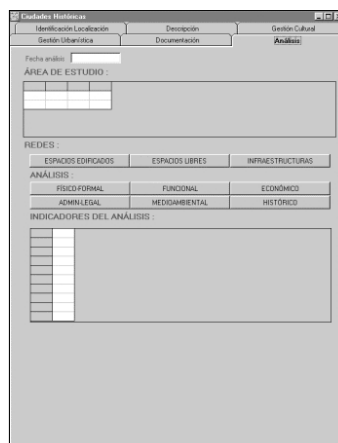 Ciudades Históricas
Identificación Localización Descripción Gestión Cultural
Gestión Urbanística Documentación Análisis
Fecha análisis :
ÁREA DE ESTUDIO :
REDES :
ESPACIOS EDIFICADOS ESPACIOS LIBRES INFRAESTRUCTURAS
ANÁLISIS :
FÍSICO-FORMAL FUNCIONAL ECONÓMICO
ADMIN-LEGAL MEDIOAMBIENTAL HISTÓRICO
INDICADORES DEL ANÁLISIS :